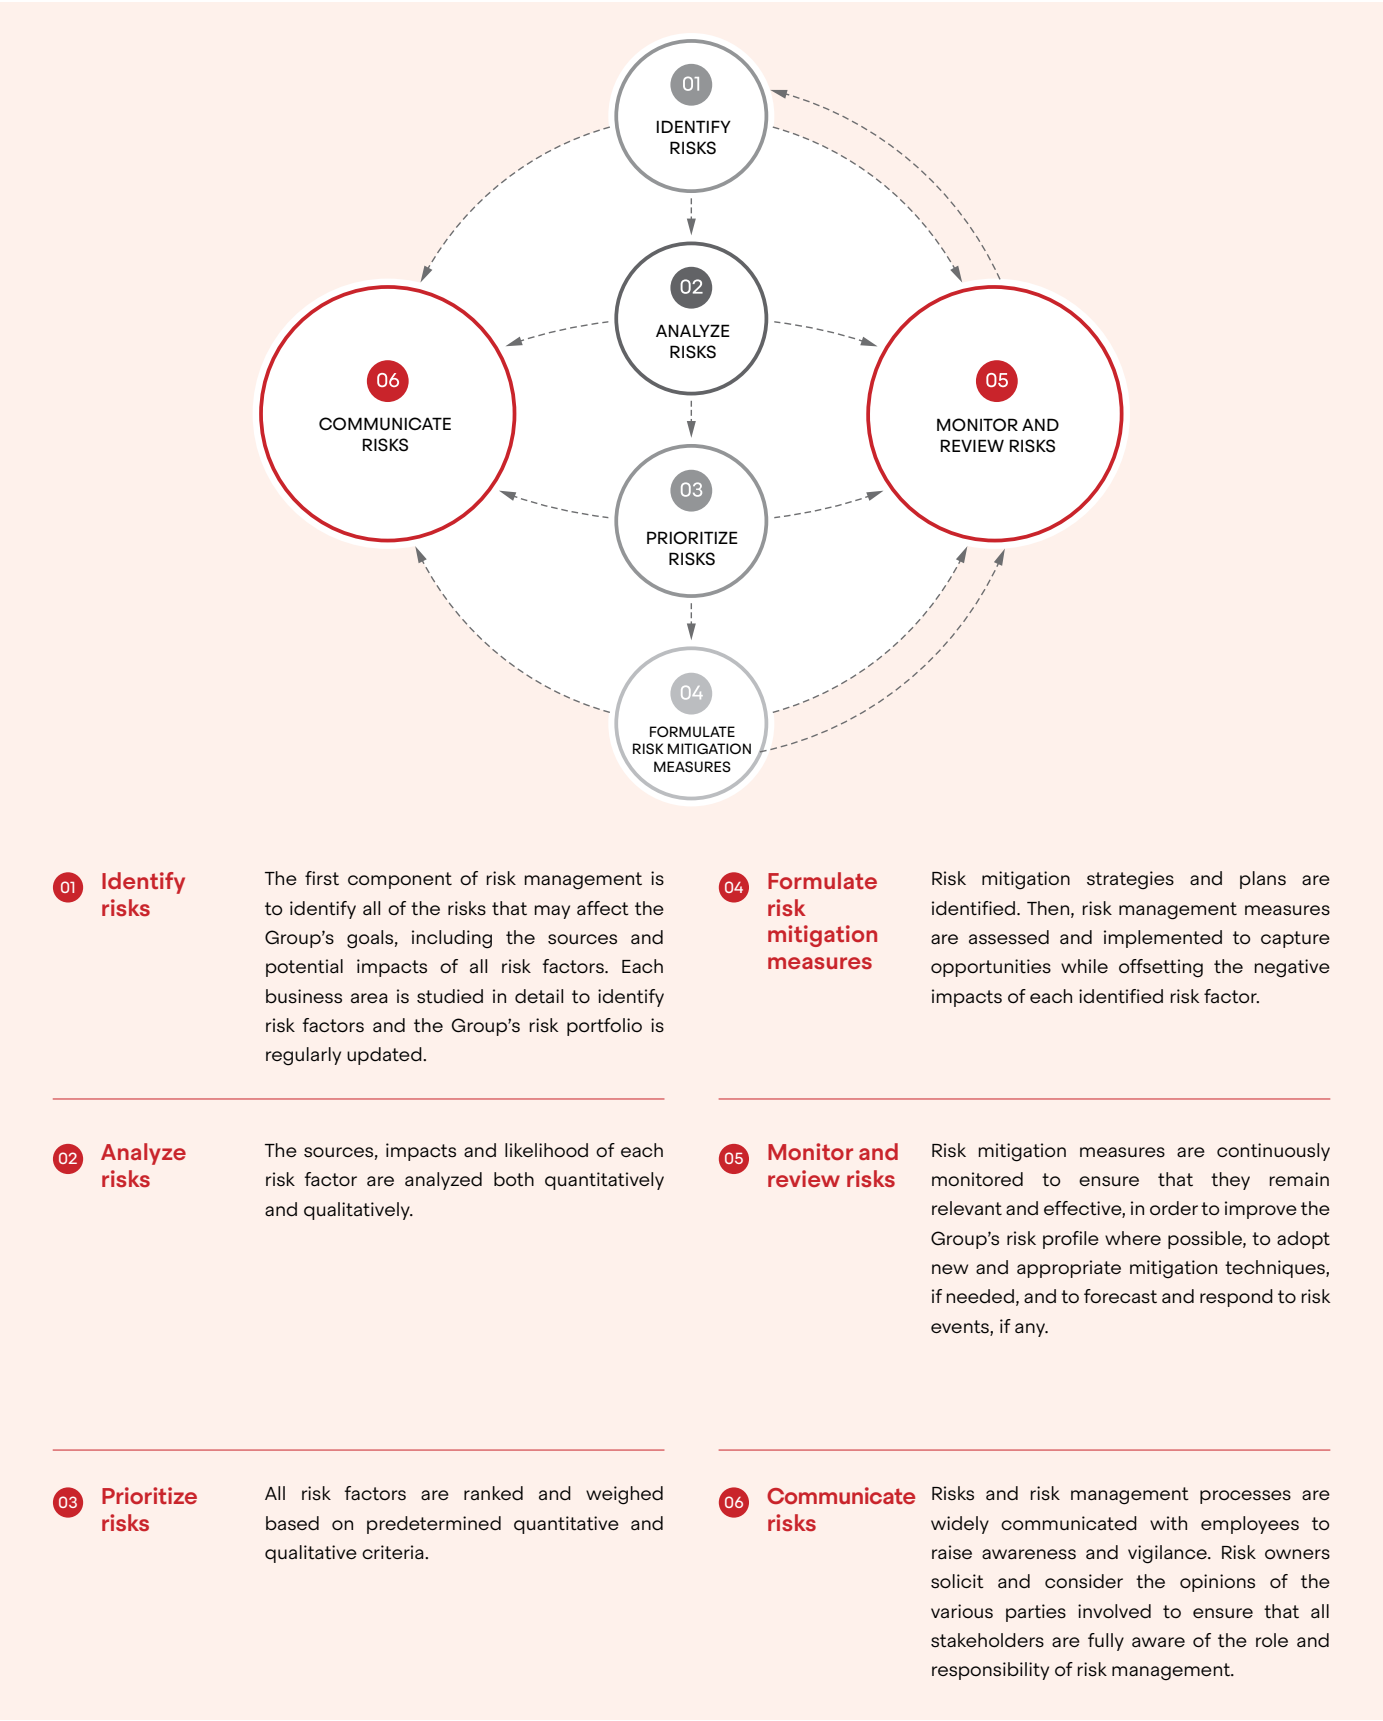 01
IDENTIFY
RISKS
02
ANALYZE
RISKS
06
COMMUNICATE
RISKS
05
MONITOR AND
REVIEW RISKS
03
PRIORITIZE
RISKS
04
FORMULATE
RISK MITIGATION
MEASURES
01
Identify
risks
The first component of risk management is
to identify all of the risks that may affect the
Group's goals, including the sources and
potential impacts of all risk factors. Each
business area is studied in detail to identify
risk factors and the Group's risk portfolio is
regularly updated.
02
Analyze
risks
The sources, impacts and likelihood of each
risk factor are analyzed both quantitatively
and qualitatively.
03
Prioritize
risks
All risk factors are ranked and weighed
based on predetermined quantitative and
qualitative criteria.
04
Formulate
risk
mitigation
measures
Risk mitigation strategies and plans are
identified. Then, risk management measures
are assessed and implemented to capture
opportunities while offsetting the negative
impacts of each identified risk factor.
05
Monitor and
review risks
Risk mitigation measures are continuously
monitored to ensure that they remain
relevant and effective, in order to improve the
Group's risk profile where possible, to adopt
new and appropriate mitigation techniques,
if needed, and to forecast and respond to risk
events, if any.
06
Communicate
risks
Risks and risk management processes are
widely communicated with employees to
raise awareness and vigilance. Risk owners
solicit and consider the opinions of the
various parties involved to ensure that all
stakeholders are fully aware of the role and
responsibility of risk management.